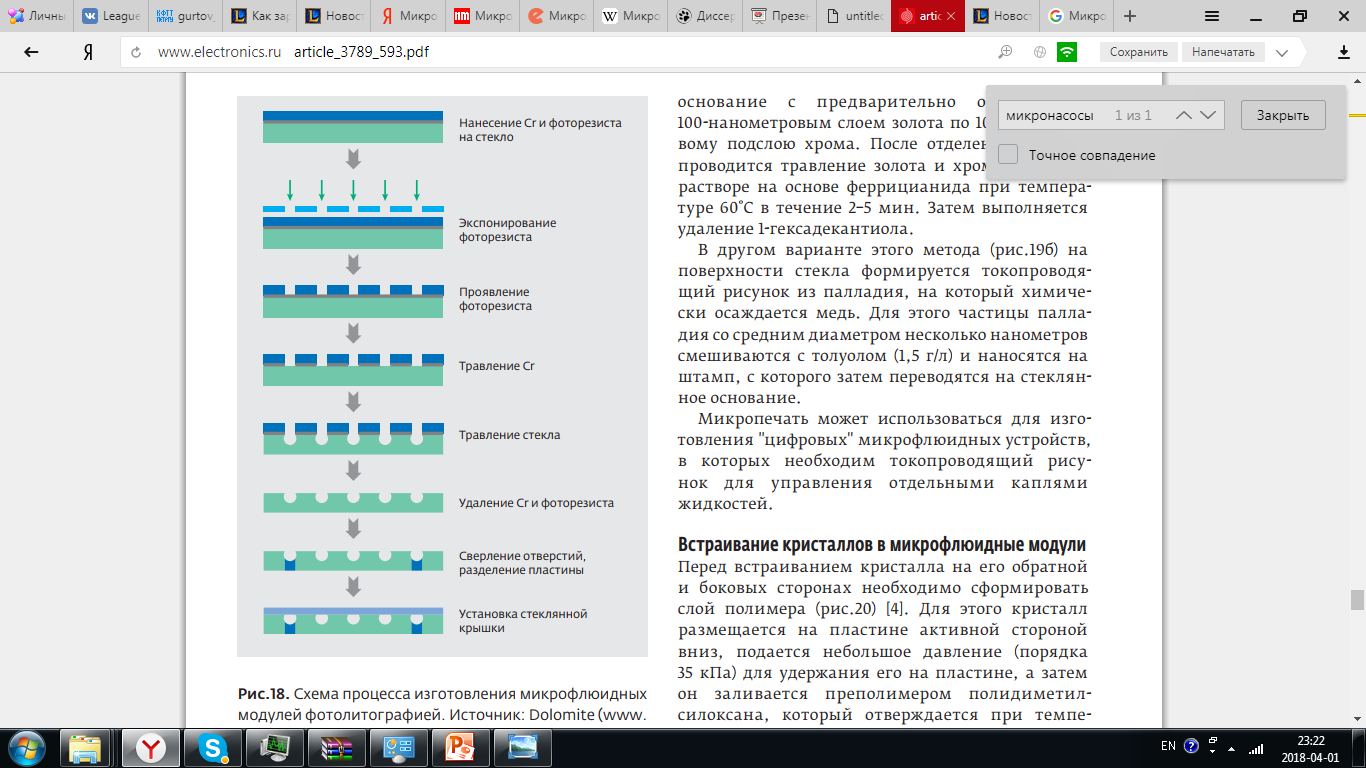 Личны
League
gurtov_
Как зар
Новост
Микро
Микро
Микро
Микро
Диссер
Презен
untitlec
artic
Новост
Микро
www.electronics.ru article_3789_593.pdf
Сохранить
Напечатать
микронасосы 1 из 1
Закрыть
Точное совпадение
Нанесение Cr и фоторезиста
на стекло
Экспонирование
фоторезиста
Проявление
фоторезиста
Травление Cr
Травление стекла
Удаление Cr и фоторезиста
Сверление отверстий,
разделение пластины
Установка стеклянной
крышки
Рис.18. Схема процесса изготовления микрофлюидных
модулей фотолитографией. Источник: Dolomite (www.
основание с предварительно
100-нанометровым слоем золота по
вому подслою хрома. После
проводится травление золота и
растворе на основе феррицианида при темпера-
туре 60°С в течение 2–5 мин. Затем выполняется
удаление 1-гексадекантиола.
В другом варианте этого метода (рис.19б) на
поверхности стекла формируется токопроводя-
щий рисунок из палладия, на который химиче-
ски осаждается медь. Для этого частицы палла-
дия со средним диаметром несколько нанометров
смешиваются с толуолом (1,5 г/л) и наносятся на
штамп, с которого затем переводятся на стеклян-
ное основание.
Микропечать может использоваться для изго-
товления "цифровых" микрофлюидных устройств,
в которых необходим токопроводящий рису-
нок для управления отдельными каплями
жидкостей.
Встраивание кристаллов в микрофлюидные модули
Перед встраиванием кристалла на его обратной
и боковых сторонах необходимо сформировать
слой полимера (рис.20) [4]. Для этого кристалл
размещается на пластине активной стороной
вниз, подается небольшое давление (порядка
35 кПа) для удержания его на пластине, а затем
он заливается преполимером полидиметил-
силоксана, который отверждается при темпе-
EN
23:22
2018-04-01